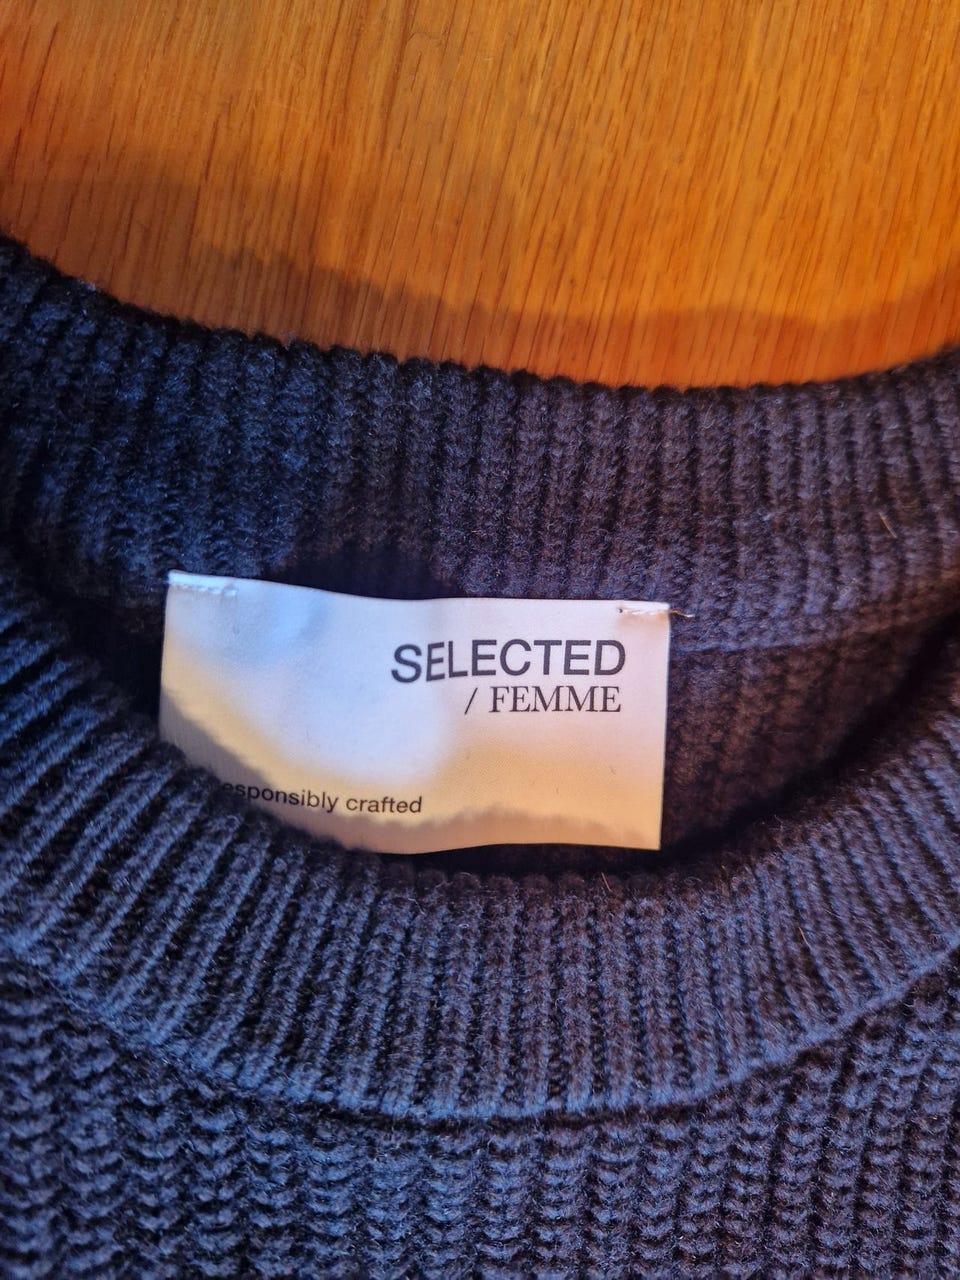 SELECTED
/ FEMME
esponsibly crafted